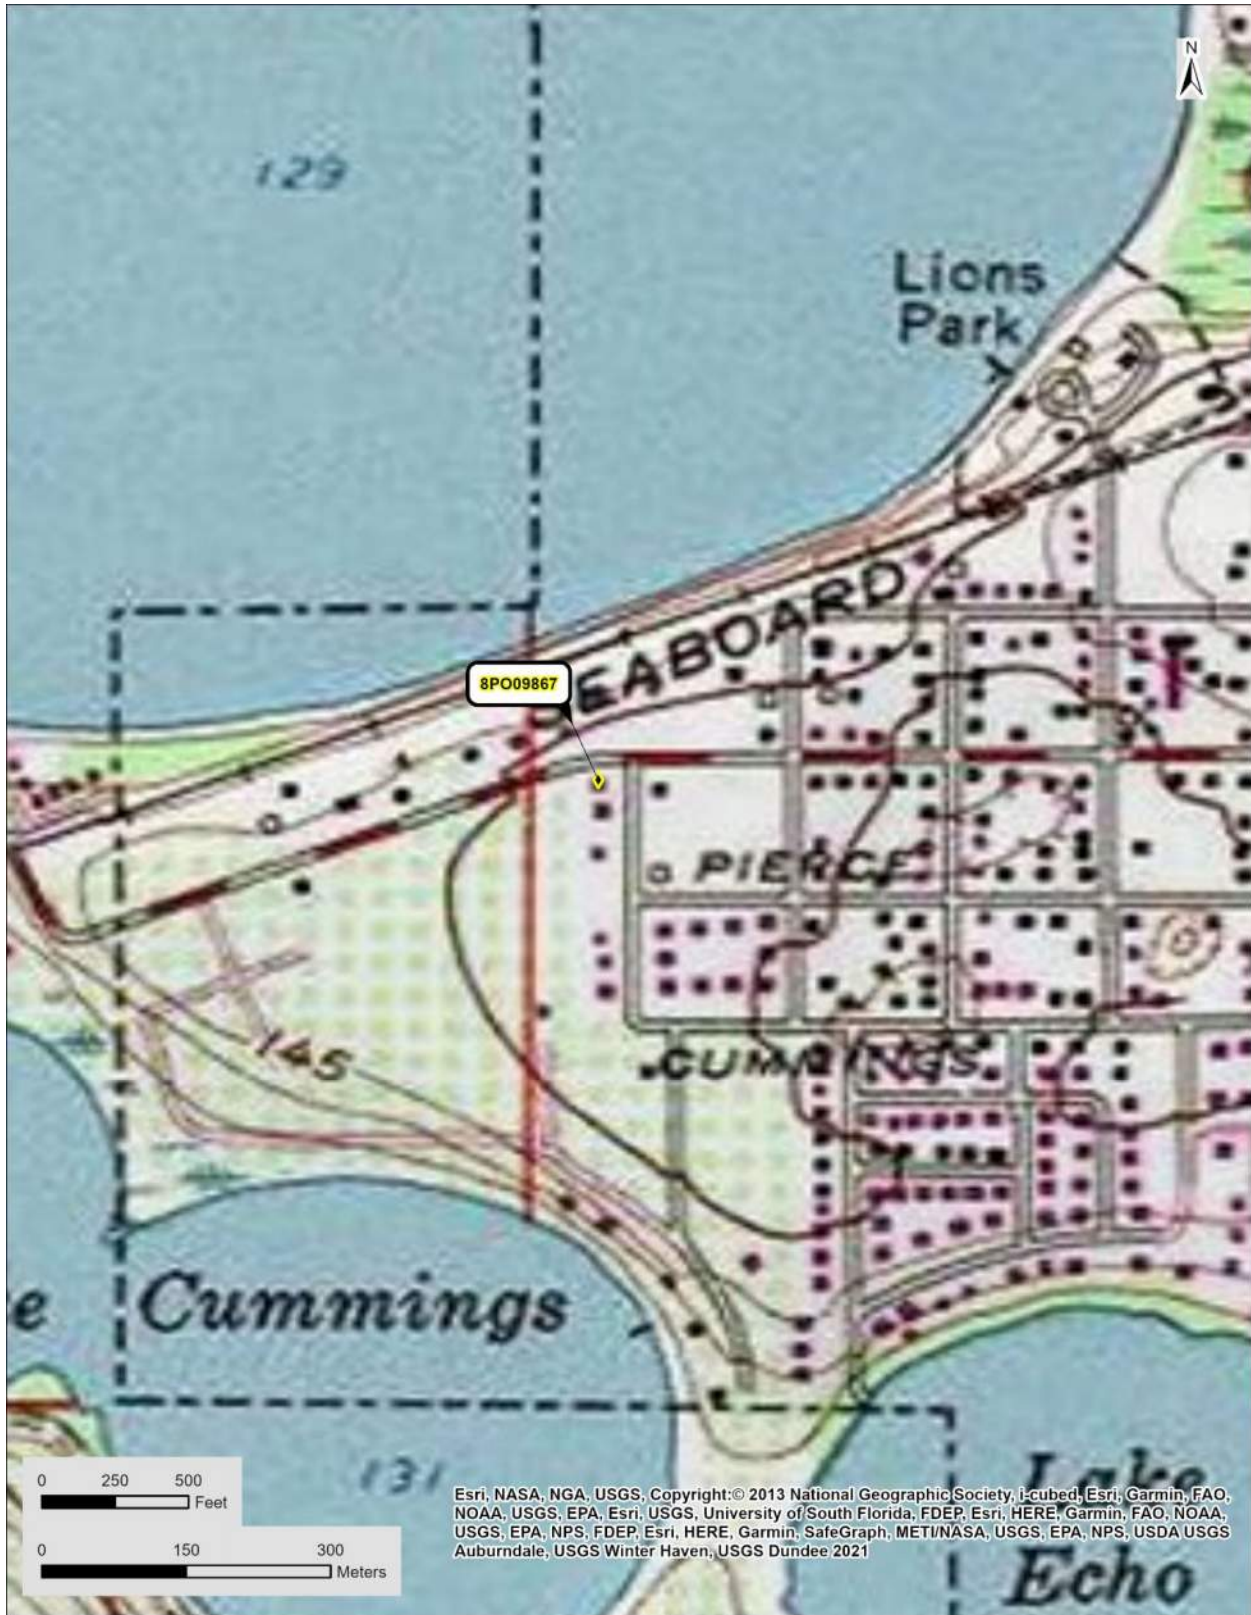 N
129
Lions
Park
SEABOARD
8PO09867
PIERCE
CUMMINGS
145
e Cummings
131
0 250 500
Feet
0 150 300
Meters
Lake
Echo
Esri, NASA, NGA, USGS, Copyright:© 2013 National Geographic Society, i-cubed, Esri, Garmin, FAO,
NOAA, USGS, EPA, Esri, USGS, University of South Florida, FDEP, Esri, HERE, Garmin, FAO, NOAA,
USGS, EPA, NPS, FDEP, Esri, HERE, Garmin, SafeGraph, METI/NASA, USGS, EPA, NPS, USDA USGS
Auburndale, USGS Winter Haven, USGS Dundee 2021